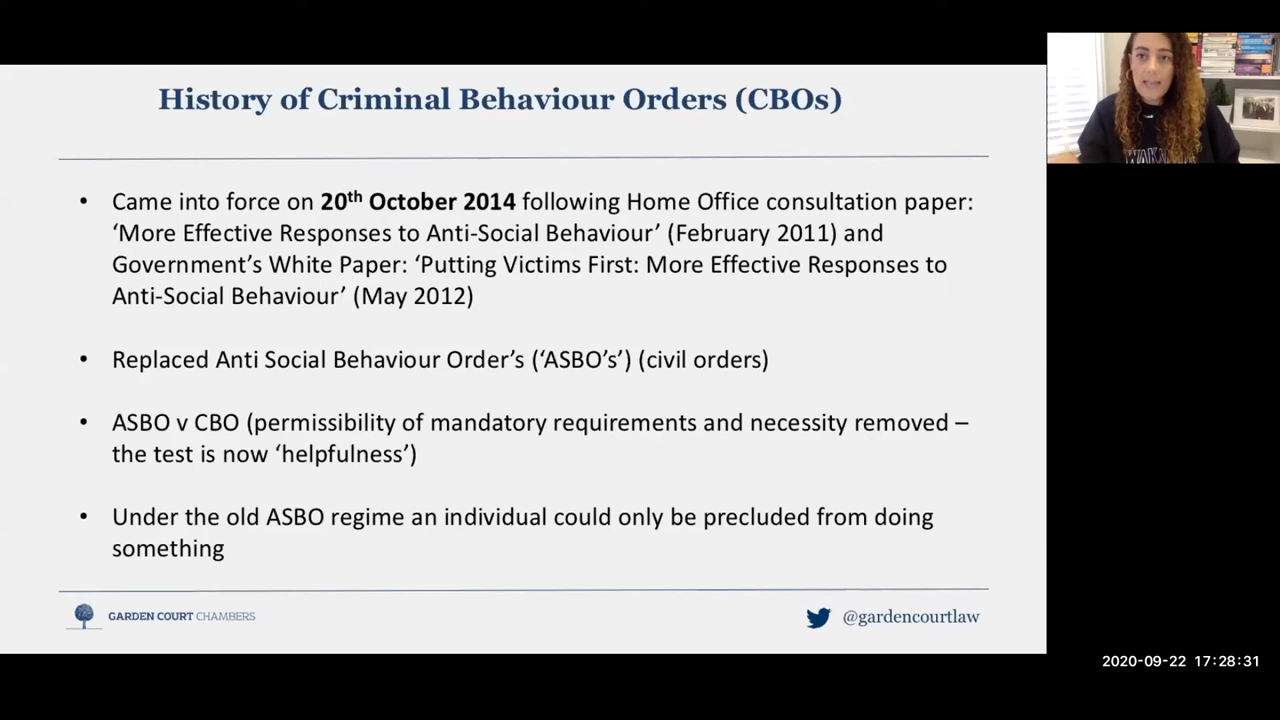 History of Criminal Behaviour Orders (CBOs)
• Came into force on 20th October 2014 following Home Office consultation paper:
‘More Effective Responses to Anti-Social Behaviour’ (February 2011) and
Government’s White Paper: ‘Putting Victims First: More Effective Responses to
Anti-Social Behaviour’ (May 2012)
• Replaced Anti Social Behaviour Order’s (‘ASBO’s’) (civil orders)
• ASBO v CBO (permissibility of mandatory requirements and necessity removed –
the test is now ‘helpfulness’)
• Under the old ASBO regime an individual could only be precluded from doing
something
GARDEN COURT CHAMBERS
@gardencourtlaw
2020-09-22 17:28:31